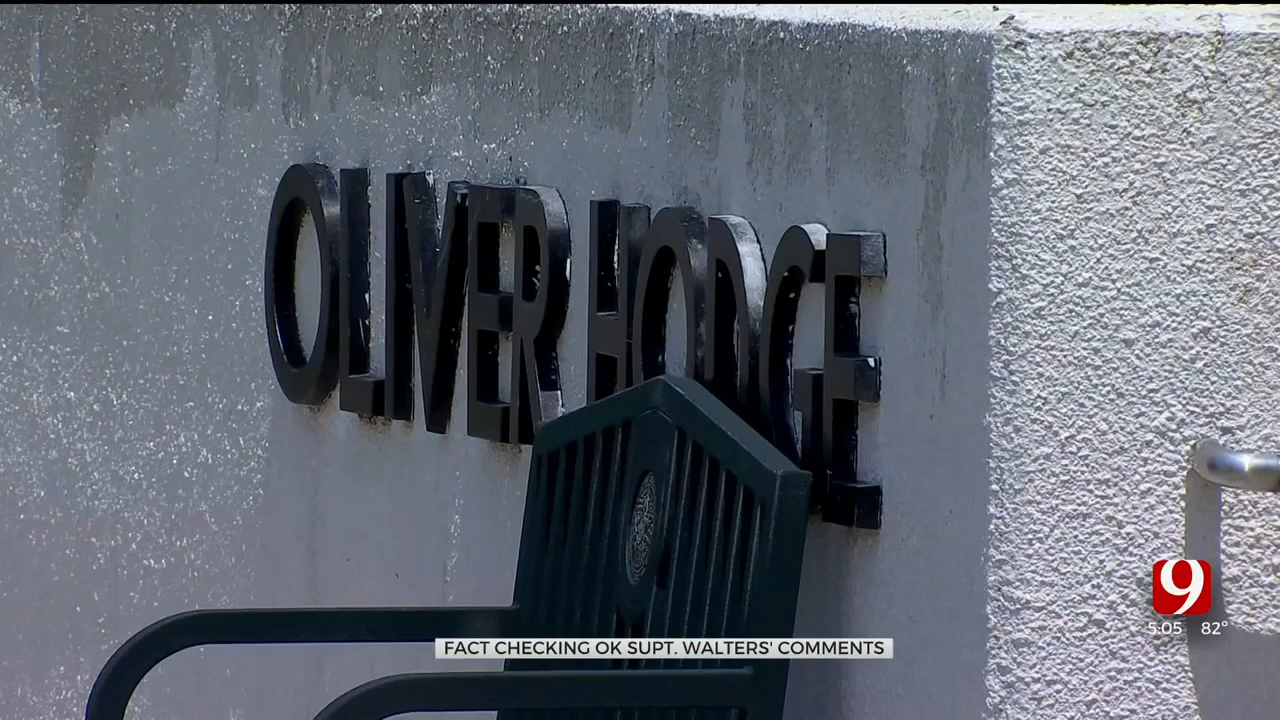 OLIVER HODGE
FACT CHECKING OK SUPT. WALTERS' COMMENTS
9
5:05 82°